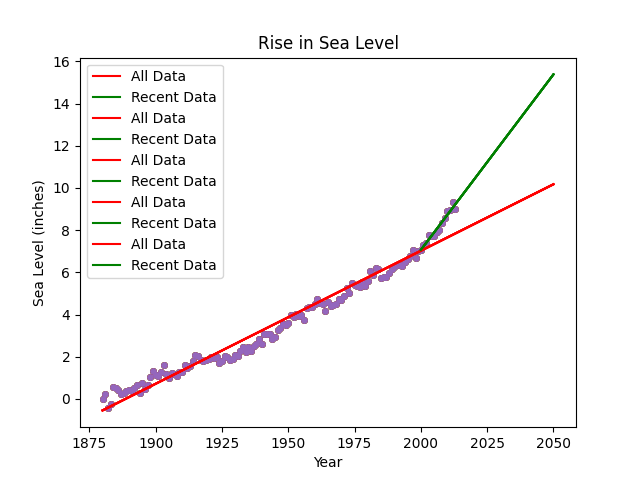 Rise in Sea Level
16
14
12
10
8
6
4
2
0
Sea Level (inches)
All Data
Recent Data
All Data
Recent Data
All Data
Recent Data
All Data
Recent Data
All Data
Recent Data
1875 1900 1925 1950 1975 2000 2025 2050
Year